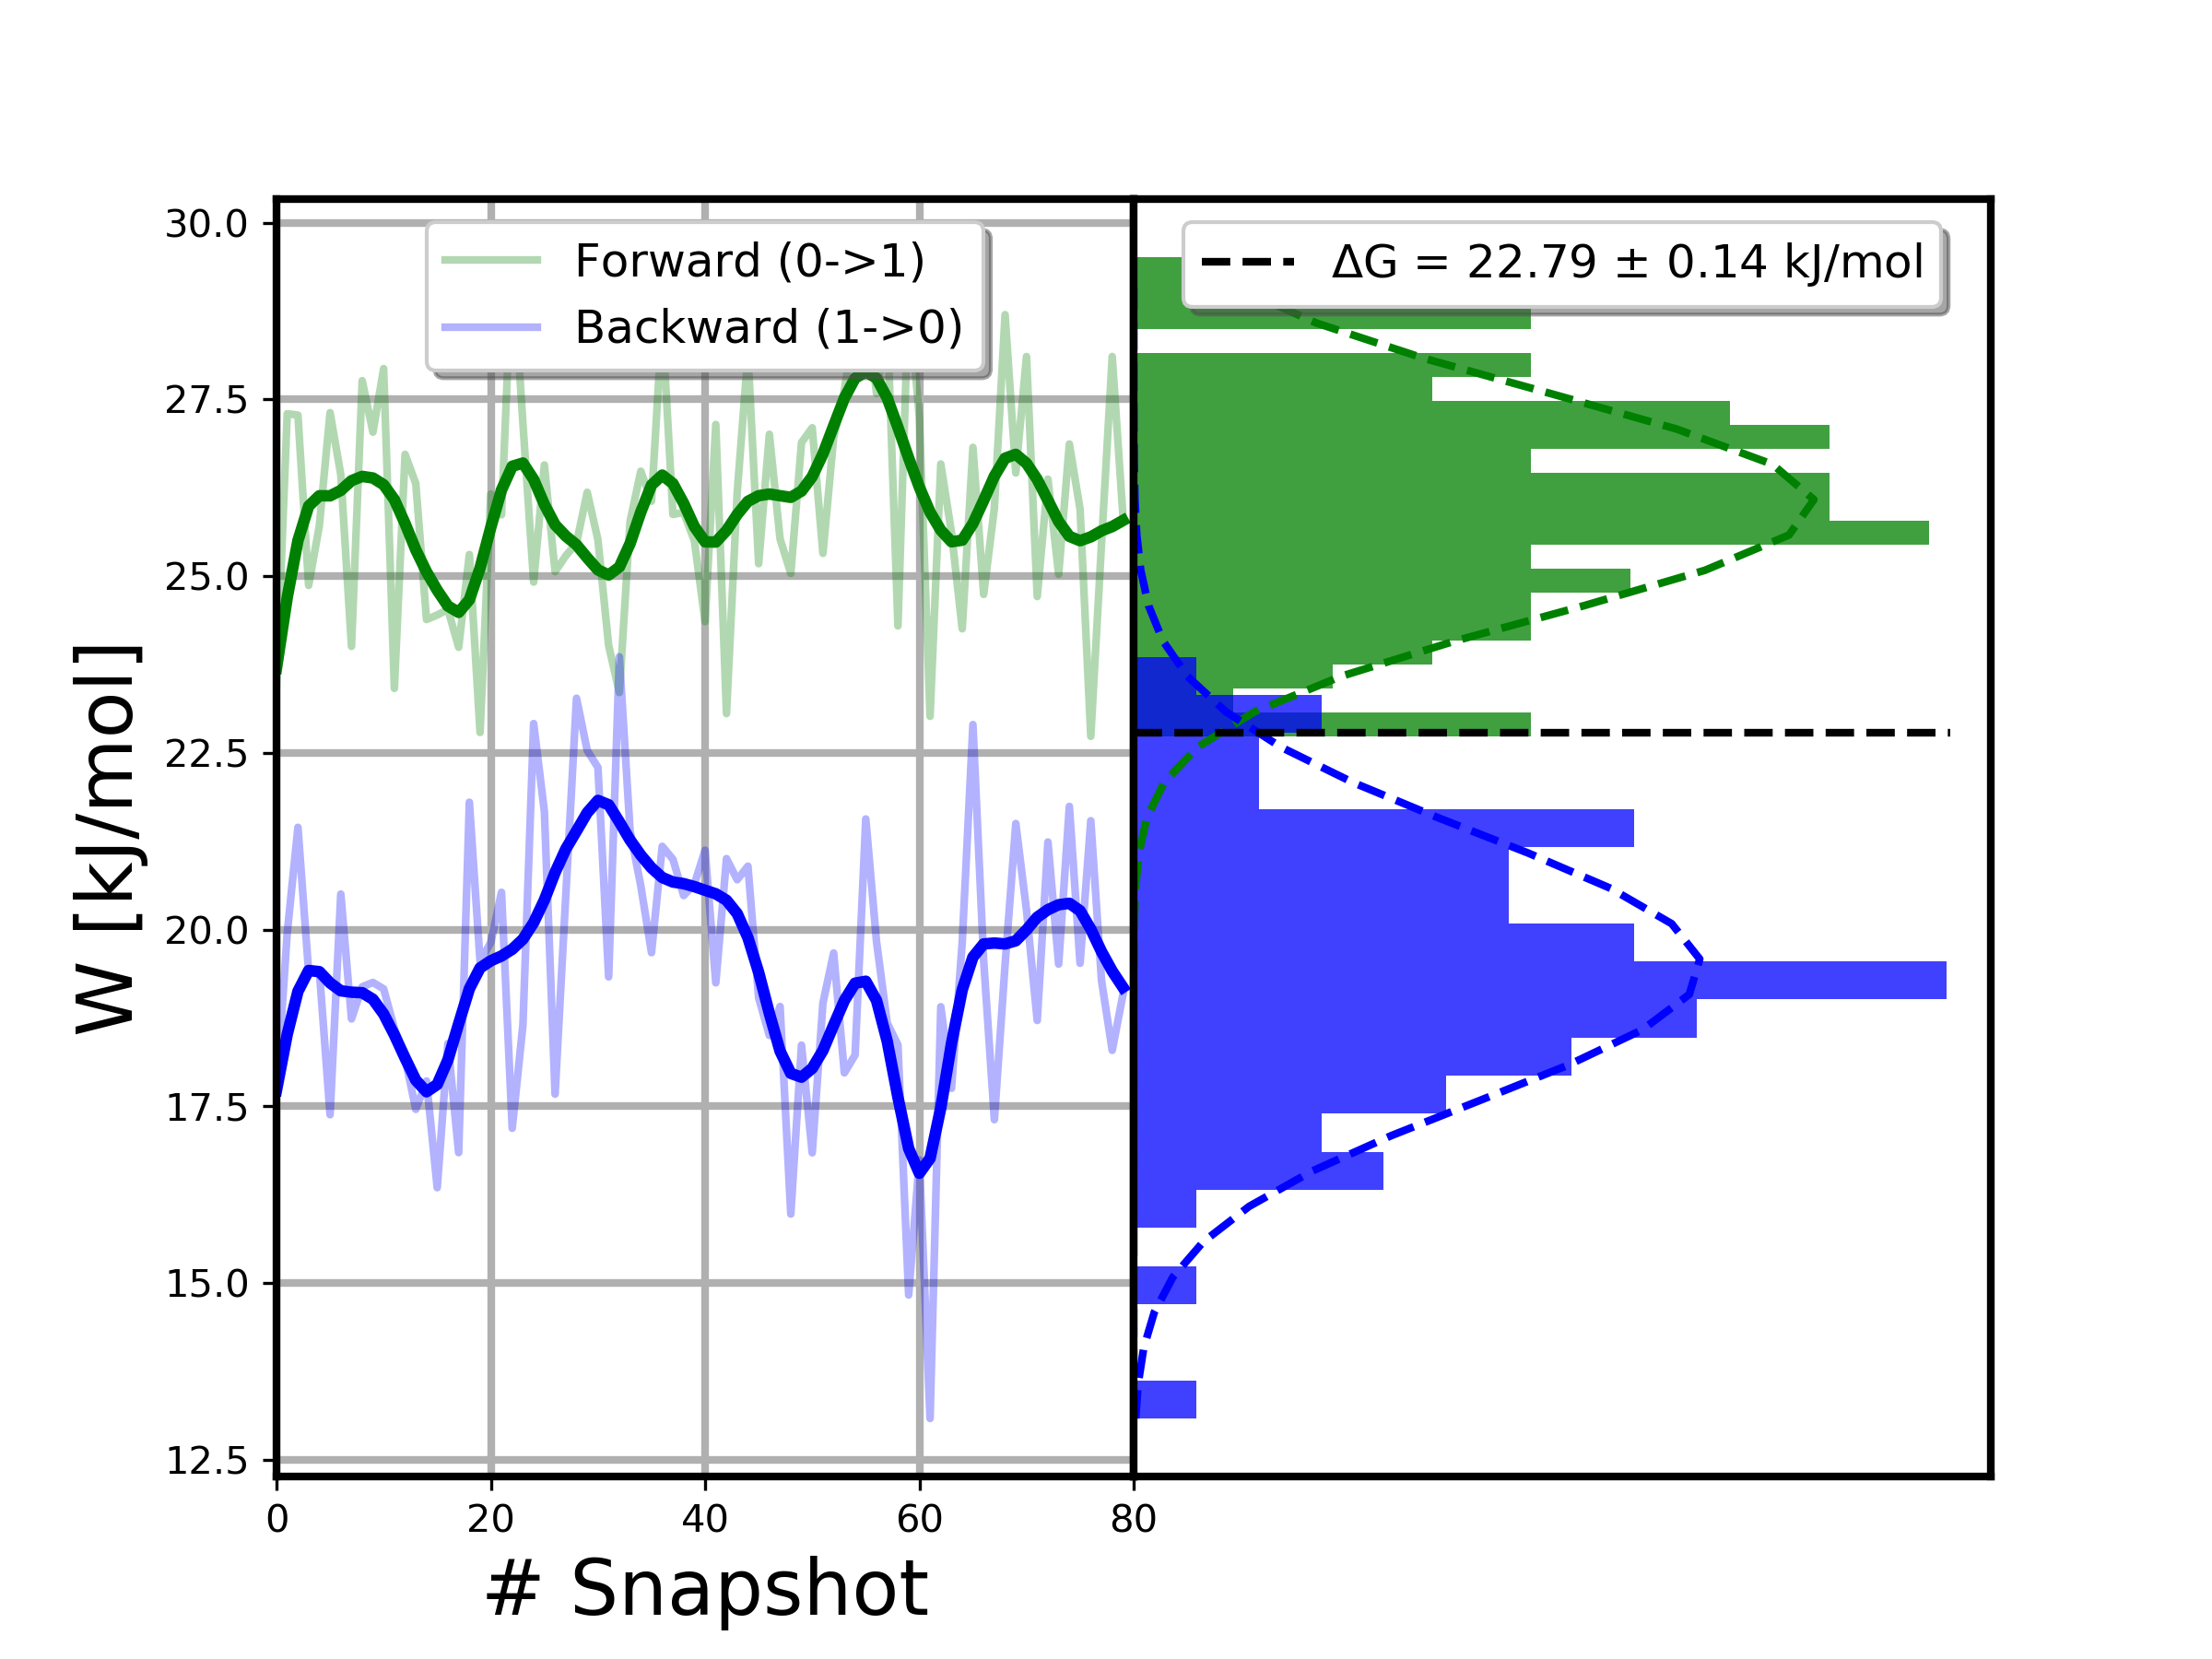 Forward (0->1)
Backward (1->0)
ΔG = 22.79 ± 0.14 kJ/mol
W [kJ/mol]
30.0
27.5
25.0
22.5
20.0
17.5
15.0
12.5
0 20 40 60 80
# Snapshot